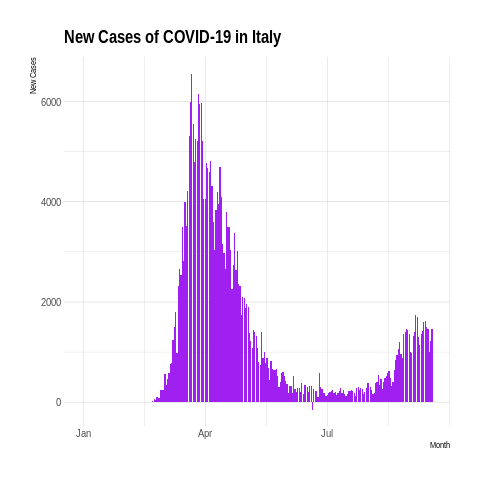 New Cases of COVID-19 in Italy
New Cases
6000
4000
2000
0
Jan Apr Jul
Month